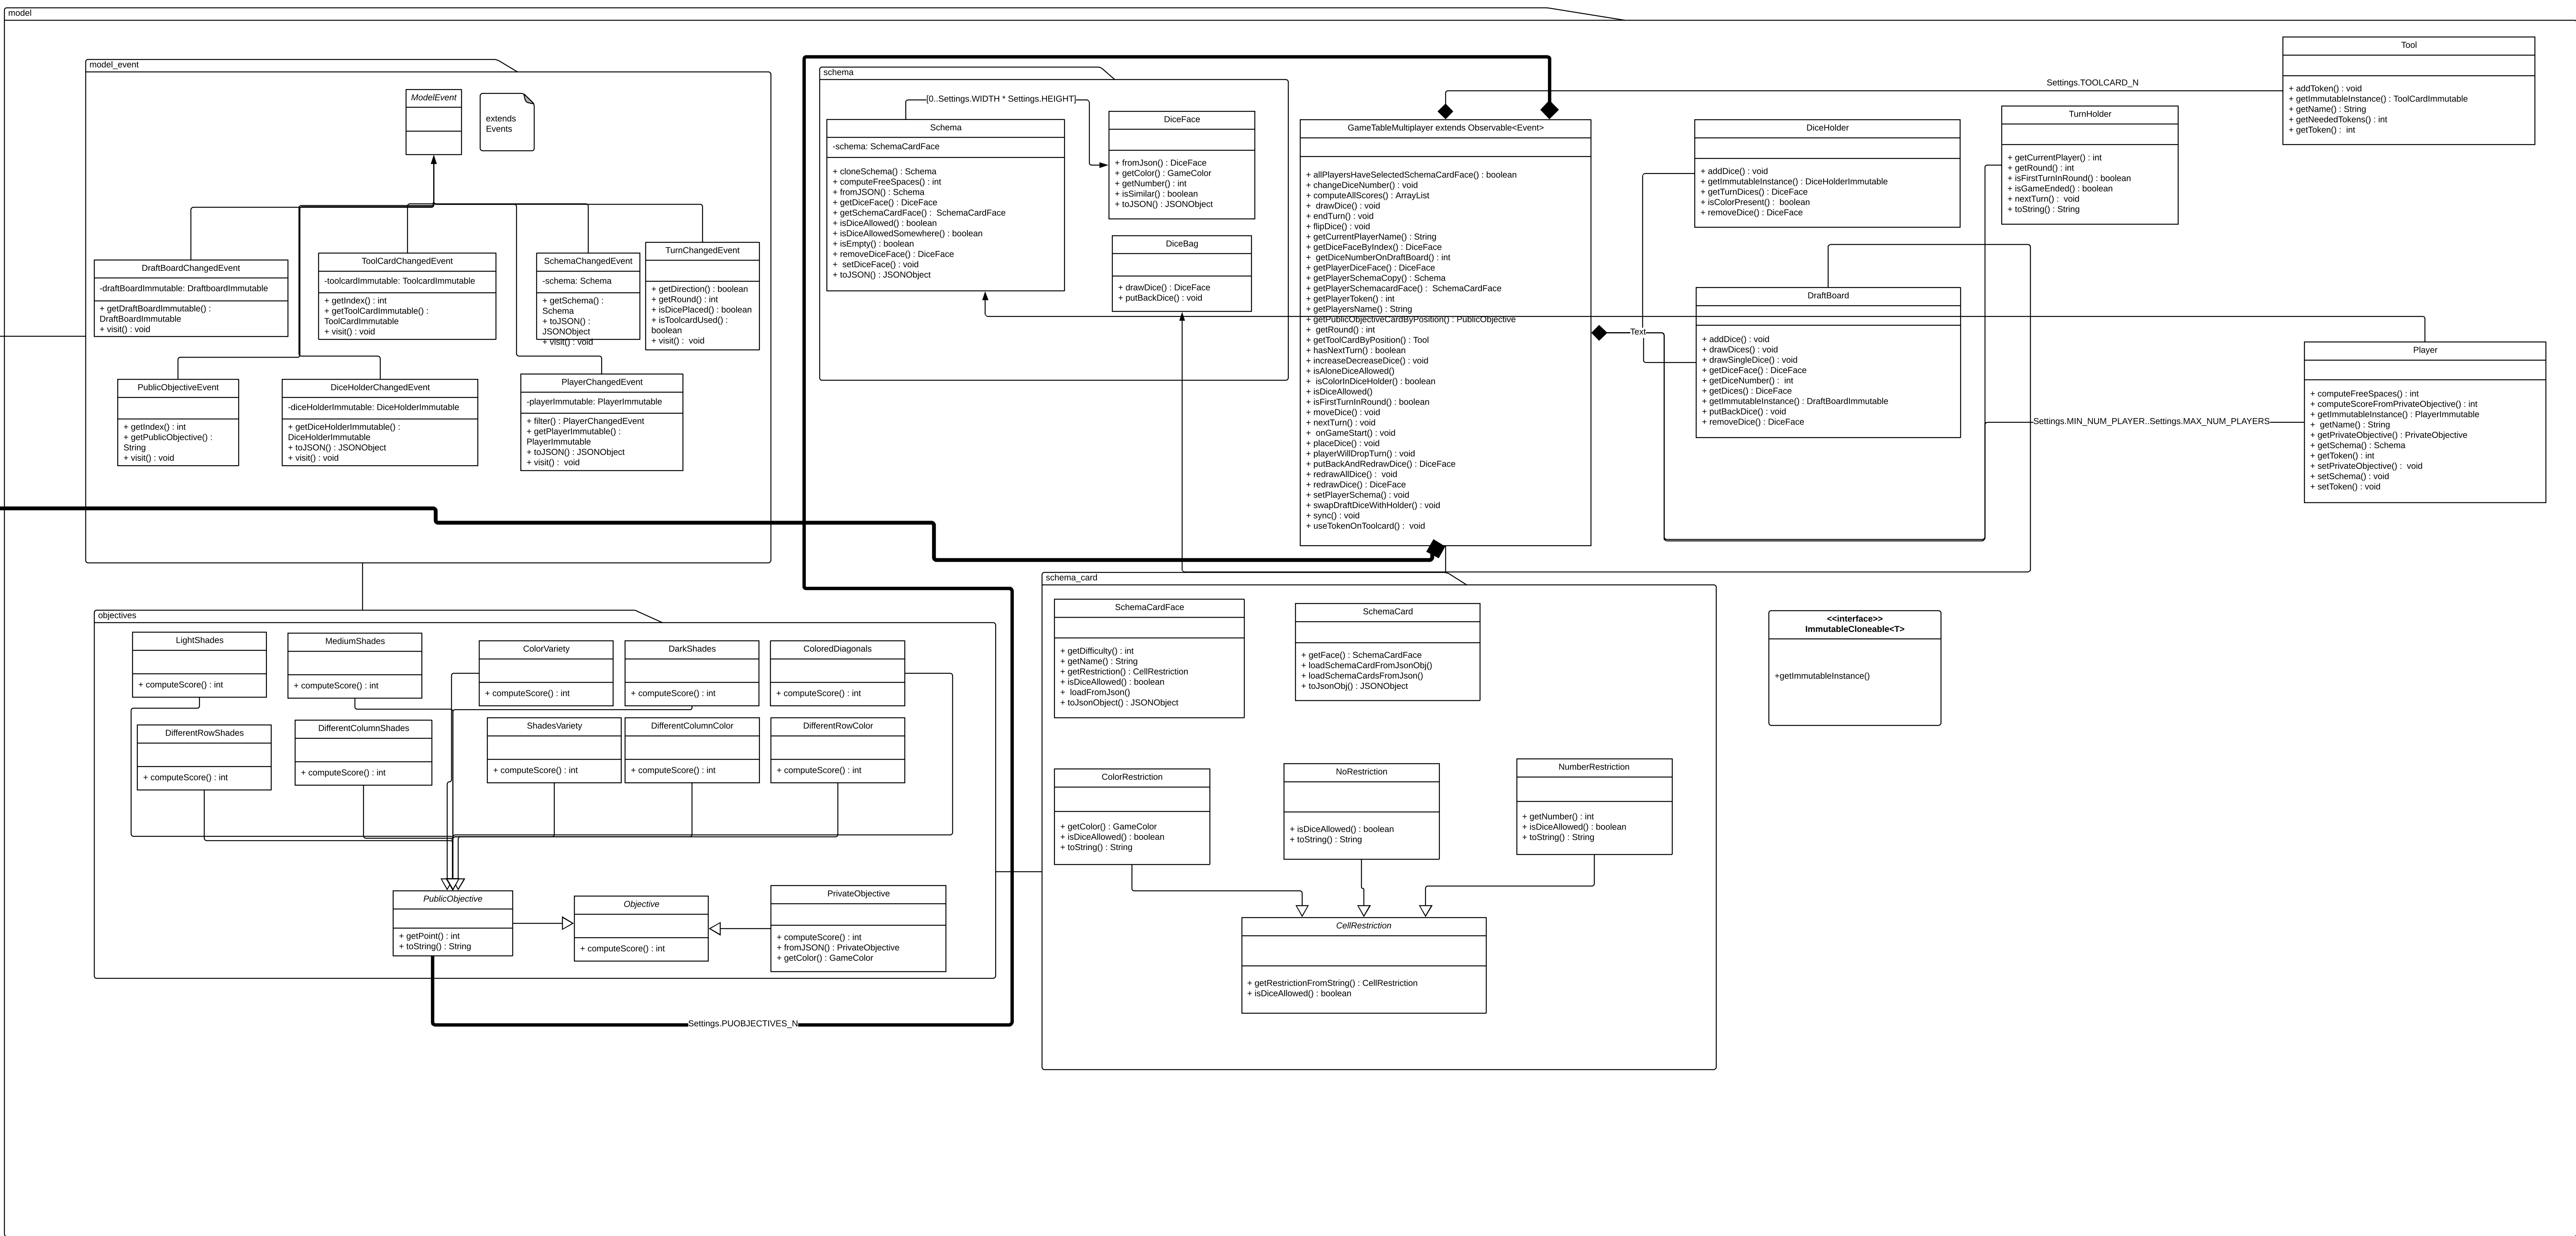 model
model_event
ModelEvent
extends
Events
DraftBoardChangedEvent
-draftBoardImmutable: DraftboardImmutable
+ getDraftBoardImmutable() :
DraftBoardImmutable
+ visit() : void
ToolCardChangedEvent
-toolcardImmutable: ToolcardImmutable
+ getIndex() : int
+ getToolCardImmutable() :
ToolCardImmutable
+ visit() : void
SchemaChangedEvent
-schema: Schema
+ getSchema() :
Schema
+ toJSON() :
JSONObject
+ visit() : void
TurnChangedEvent
+ getDirection() : boolean
+ getRound() : int
+ isDicePlaced() : boolean
+ isToolcardUsed() :
boolean
+ visit() :  void
PublicObjectiveEvent
+ getIndex() : int
+ getPublicObjective() :
String
+ visit() : void
DiceHolderChangedEvent
-diceHolderImmutable: DiceHolderImmutable
+ getDiceHolderImmutable() :
DiceHolderImmutable
+ toJSON() : JSONObject
+ visit() : void
PlayerChangedEvent
-playerImmutable: PlayerImmutable
+ filter() : PlayerChangedEvent
+ getPlayerImmutable() :
PlayerImmutable
+ toJSON() : JSONObject
+ visit() :  void
schema
[0..Settings.WIDTH * Settings.HEIGHT]
Schema
-schema: SchemaCardFace
+ cloneSchema() : Schema
+ computeFreeSpaces() : int
+ fromJSON() : Schema
+ getDiceFace() : DiceFace
+ getSchemaCardFace() :  SchemaCardFace
+ isDiceAllowed() : boolean
+ isDiceAllowedSomewhere() : boolean
+ isEmpty() : boolean
+ removeDiceFace() : DiceFace
+  setDiceFace() : void
+ toJSON() : JSONObject
DiceFace
+ fromJson() : DiceFace
+ getColor() : GameColor
+ getNumber() : int
+ isSimilar() : boolean
+ toJSON() : JSONObject
DiceBag
+ drawDice() : DiceFace
+ putBackDice() : void
GameTableMultiplayer extends Observable<Event>
+ allPlayersHaveSelectedSchemaCardFace() : boolean
+ changeDiceNumber() : void
+ computeAllScores() : ArrayList
+  drawDice() : void
+ endTurn() : void
+ flipDice() : void
+ getCurrentPlayerName() : String
+ getDiceFaceByIndex() : DiceFace
+  getDiceNumberOnDraftBoard() : int
+ getPlayerDiceFace() : DiceFace
+ getPlayerSchemaCopy() : Schema
+ getPlayerSchemacardFace() :  SchemaCardFace
+ getPlayerToken() : int
+ getPlayersName() : String
+ getPublicObjectiveCardByPosition() : PublicObjective
+  getRound() : int
+ getToolCardByPosition() : Tool
+ hasNextTurn() : boolean
+ increaseDecreaseDice() : void
+ isAloneDiceAllowed()
+  isColorInDiceHolder() : boolean
+ isDiceAllowed()
+ isFirstTurnInRound() : boolean
+ moveDice() : void
+ nextTurn() : void
+  onGameStart() : void
+ placeDice() : void
+ playerWillDropTurn() : void
+ putBackAndRedrawDice() : DiceFace
+ redrawAllDice() :  void
+ redrawDice() : DiceFace
+ setPlayerSchema() : void
+ swapDraftDiceWithHolder() : void
+ sync() : void
+ useTokenOnToolcard() :  void
Text
DiceHolder
+ addDice() : void
+ getImmutableInstance() : DiceHolderImmutable
+ getTurnDices() : DiceFace
+ isColorPresent() :  boolean
+ removeDice() : DiceFace
DraftBoard
+ addDice() : void
+ drawDices() : void
+ drawSingleDice() : void
+ getDiceFace() : DiceFace
+ getDiceNumber() :  int
+ getDices() : DiceFace
+ getImmutableInstance() : DraftBoardImmutable
+ putBackDice() : void
+ removeDice() : DiceFace
TurnHolder
+ getCurrentPlayer() : int
+ getRound() : int
+ isFirstTurnInRound() : boolean
+ isGameEnded() : boolean
+ nextTurn() :  void
+ toString() : String
Settings.TOOLCARD_N
Tool
+ addToken() : void
+ getImmutableInstance() : ToolCardImmutable
+ getName() : String
+ getNeededTokens() : int
+ getToken() :  int
Settings.MIN_NUM_PLAYER..Settings.MAX_NUM_PLAYERS
Player
+ computeFreeSpaces() : int
+ computeScoreFromPrivateObjective() : int
+ getImmutableInstance() : PlayerImmutable
+  getName() : String
+ getPrivateObjective() : PrivateObjective
+ getSchema() : Schema
+ getToken() : int
+ setPrivateObjective() :  void
+ setSchema() : void
+ setToken() : void
objectives
LightShades
+ computeScore() : int
MediumShades
+ computeScore() : int
ColorVariety
+ computeScore() : int
DarkShades
+ computeScore() : int
ColoredDiagonals
+ computeScore() : int
DifferentRowShades
+ computeScore() : int
DifferentColumnShades
+ computeScore() : int
ShadesVariety
+ computeScore() : int
DifferentColumnColor
+ computeScore() : int
DifferentRowColor
+ computeScore() : int
PublicObjective
+ getPoint() : int
+ toString() : String
Objective
+ computeScore() : int
PrivateObjective
+ computeScore() : int
+ fromJSON() : PrivateObjective
+ getColor() : GameColor
Settings.PUOBJECTIVES_N
schema_card
SchemaCardFace
+ getDifficulty() : int
+ getName() : String
+ getRestriction() : CellRestriction
+ isDiceAllowed() : boolean
+  loadFromJson()
+ toJsonObject() : JSONObject
SchemaCard
+ getFace() : SchemaCardFace
+ loadSchemaCardFromJsonObj()
+ loadSchemaCardsFromJson()
+ toJsonObj() : JSONObject
ColorRestriction
+ getColor() : GameColor
+ isDiceAllowed() : boolean
+ toString() : String
NoRestriction
+ isDiceAllowed() : boolean
+ toString() : String
NumberRestriction
+ getNumber() : int
+ isDiceAllowed() : boolean
+ toString() : String
CellRestriction
+ getRestrictionFromString() : CellRestriction
+ isDiceAllowed() : boolean
<<interface>>
ImmutableCloneable<T>
+getImmutableInstance()